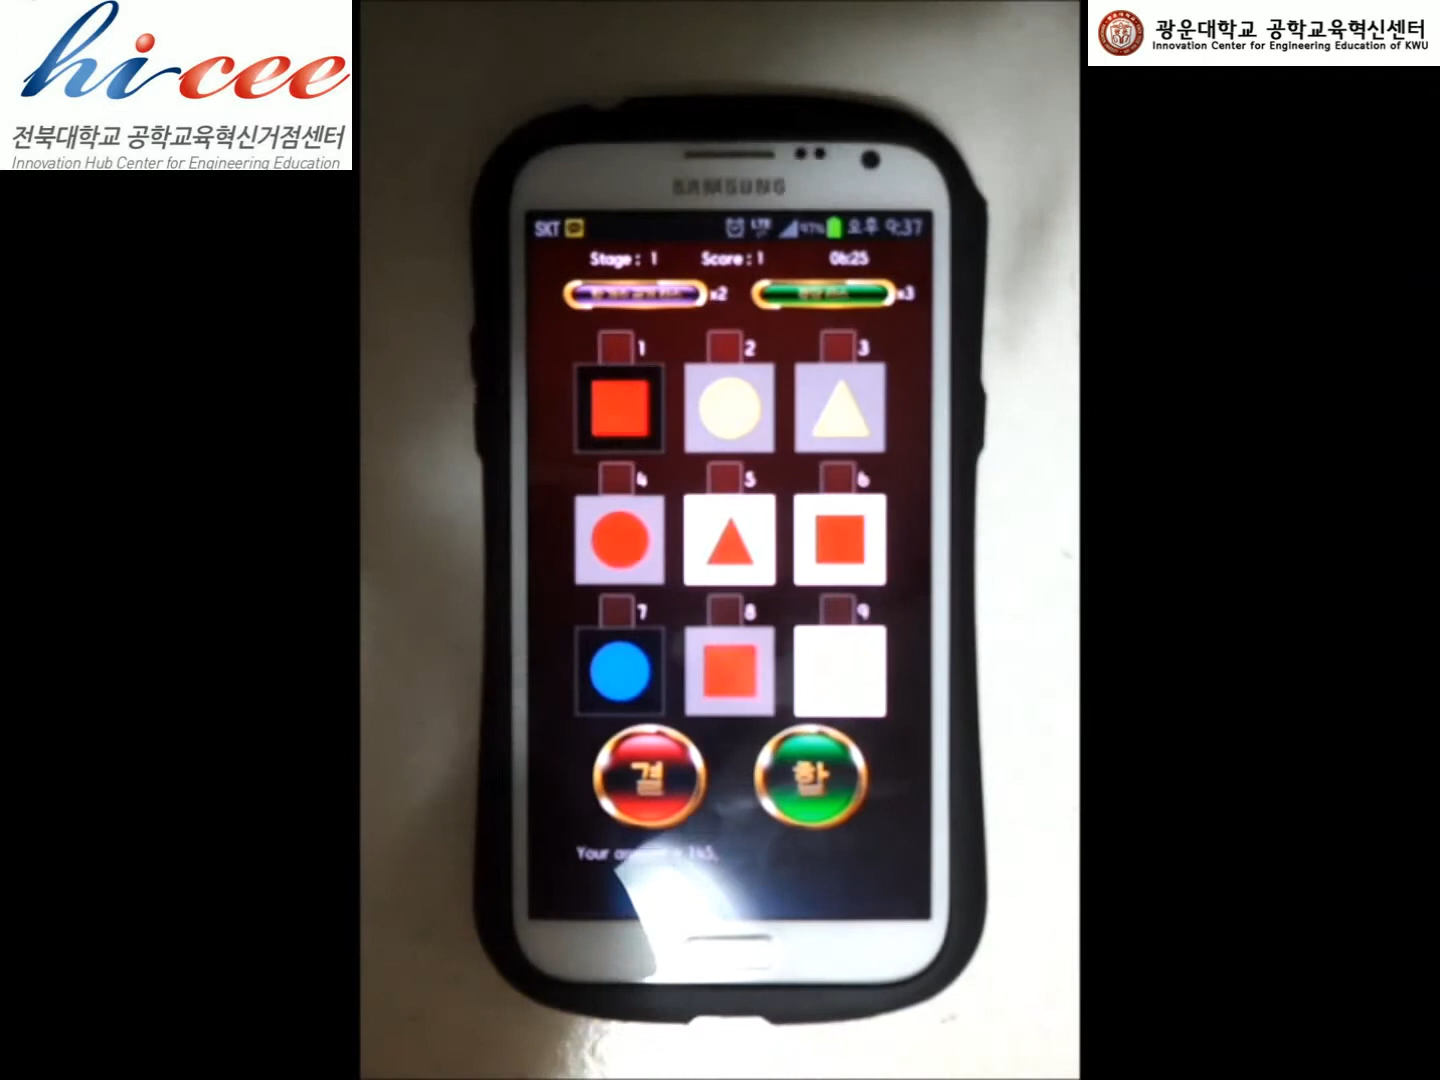 hi-cee
전북대학교 공학교육혁신거점센터
Innovation Hub Center for Engineering Education
광운대학교 공학교육혁신센터
Innovation Center for Engineering Education of KWU
SAMSUNG
SKT LTE 97% 오후 9:37
Stage : 1 Score : 1 06:25
x2 x3
1 2 3
4 5 6
7 8 9
결 합
Your 145,